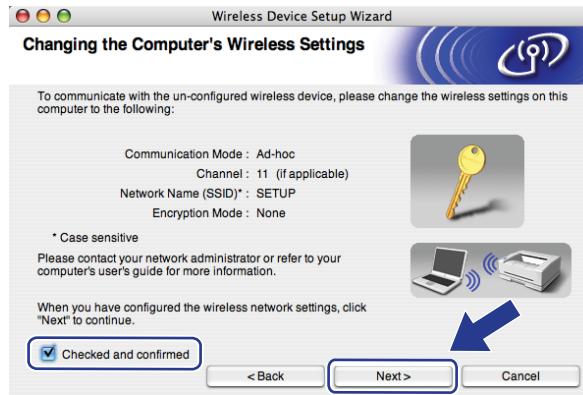 Wireless Device Setup Wizard
Changing the Computer's Wireless Settings
To communicate with the un-configured wireless device, please change the wireless settings on this
computer to the following:
Communication Mode : Ad-hoc
Channel : 11 (if applicable)
Network Name (SSID)* : SETUP
Encryption Mode : None
* Case sensitive
Please contact your network administrator or refer to your
computer's user's guide for more information.
When you have configured the wireless network settings, click
"Next" to continue.
Checked and confirmed
< Back Next > Cancel